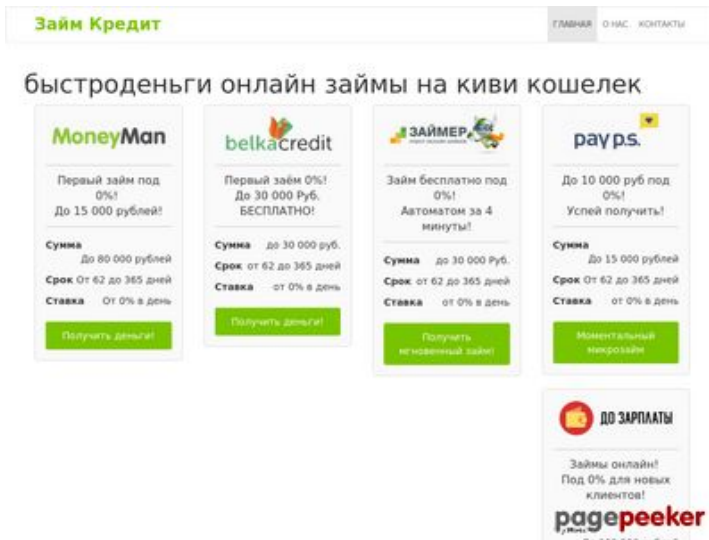 Займ Кредит
ГЛАВНАЯ О НАС КОНТАКТЫ
быстроденьги онлайн займы на киви кошелек
MoneyMan
Первый займ под
0%!
До 15 000 рублей!
Сумма
До 80 000 рублей
Срок От 62 до 365 дней
Ставка От 0% в день
Получить деньги!
belkacredit
Первый заём 0%!
До 30 000 Руб.
БЕСПЛАТНО!
Сумма до 30 000 руб.
Срок от 62 до 365 дней
Ставка от 0% в день
Получить деньги!
ЗАЙМЕР
Займ бесплатно под
0%!
Автоматом за 4
минуты!
Сумма до 30 000 Руб.
Срок от 62 до 365 дней
Ставка от 0% в день
Получить
мгновенный займ!
pay p.s.
До 10 000 руб под
0%!
Успей получить!
Сумма
До 15 000 рублей
Срок От 62 до 365 дней
Ставка от 0% в день
Моментальный
микрозайм
ДО ЗАРПЛАТЫ
Займы онлайн!
Под 0% для новых
клиентов!
pagepeeker